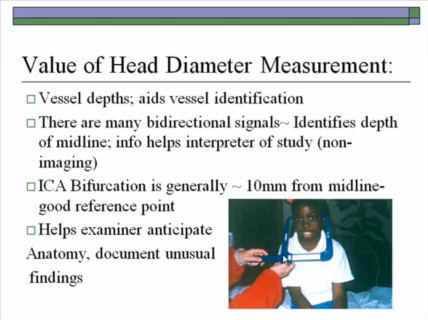 Value of Head Diameter Measurement:
Vessel depths; aids vessel identification
There are many bidirectional signals~ Identifies depth
of midline; info helps interpreter of study (non-
imaging)
ICA Bifurcation is generally ~ 10mm from midline-
good reference point
Helps examiner anticipate
Anatomy, document unusual
findings